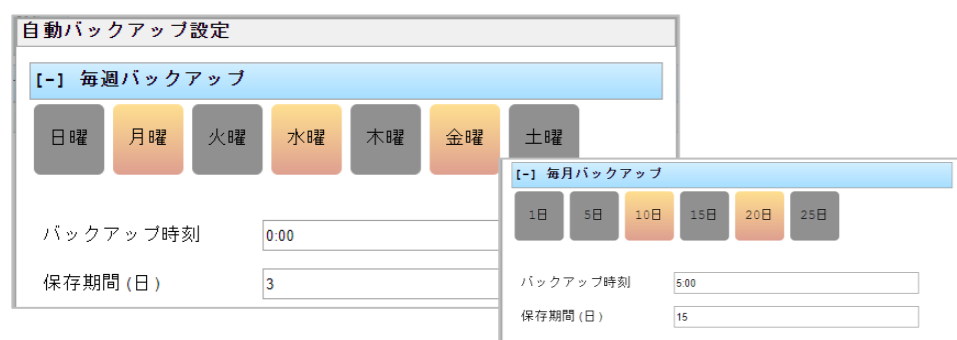 自動バックアップ設定
[-] 毎週バックアップ
日曜 月曜 火曜 水曜 木曜 金曜 土曜
バックアップ時刻 0:00
保存期間(日) 3
[-] 毎月バックアップ
1日 5日 10日 15日 20日 25日
バックアップ時刻 5:00
保存期間(日) 15